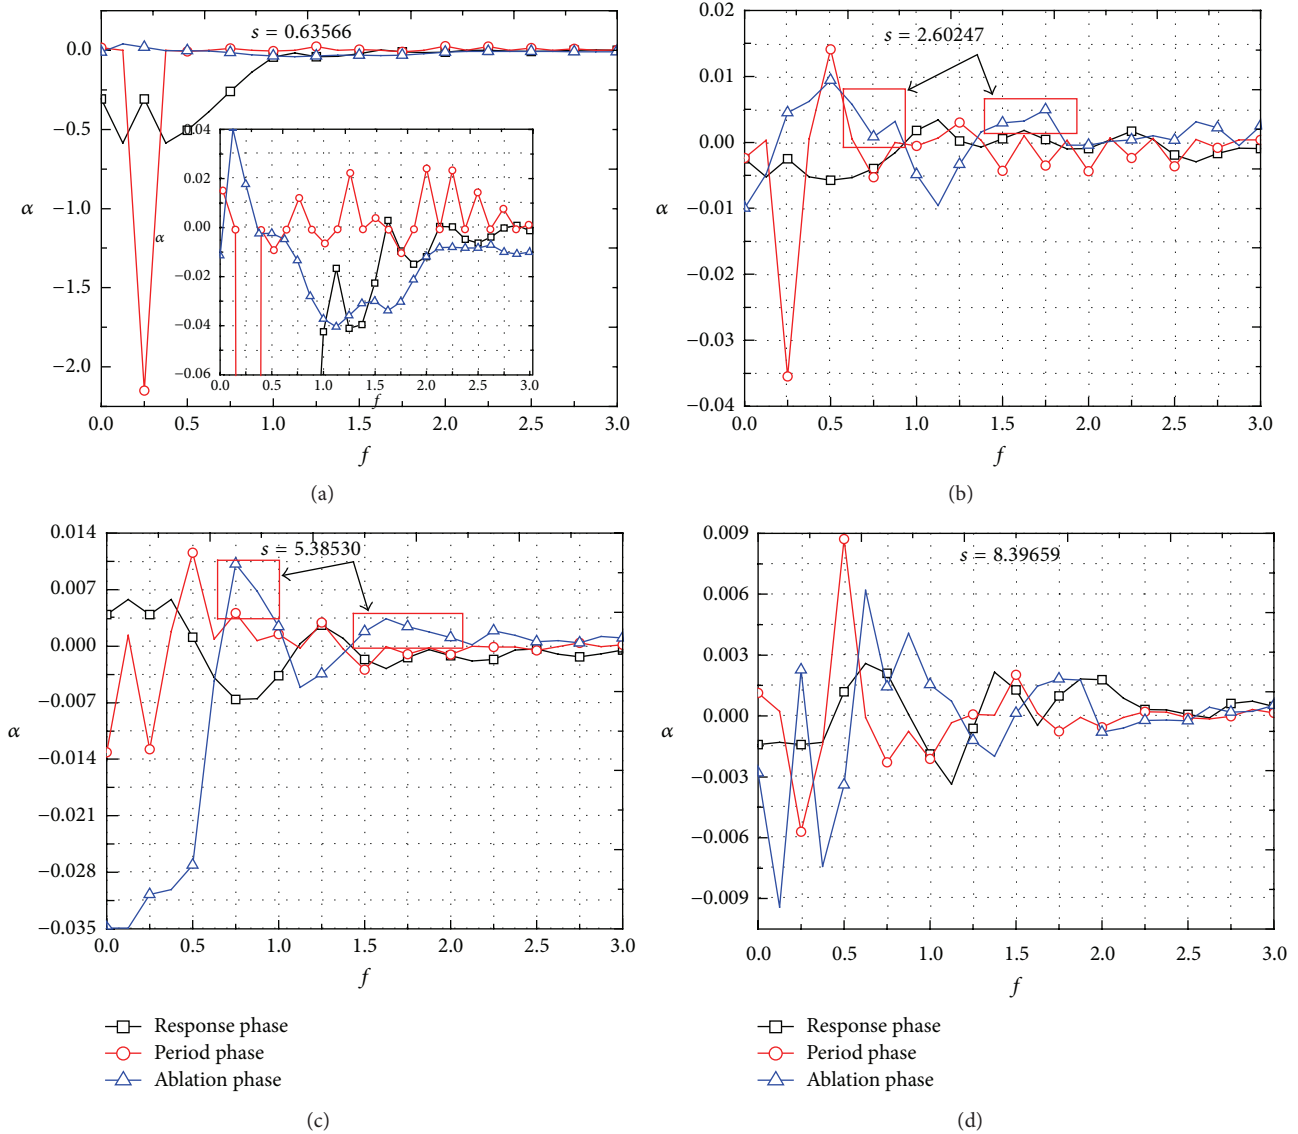 s = 0.63566
0.0
−0.5
−1.0
−1.5
−2.0
α
0.04
0.02
0.00
−0.02
−0.04
−0.06
α
0.0 0.5 1.0 1.5 2.0 2.5 3.0
f
0.0 0.5 1.0 1.5 2.0 2.5 3.0
f
(a)
s = 2.60247
0.02
0.01
0.00
−0.01
−0.02
−0.03
−0.04
α
0.0 0.5 1.0 1.5 2.0 2.5 3.0
f
(b)
s = 5.38530
0.014
0.007
0.000
−0.007
−0.014
−0.021
−0.028
−0.035
α
0.0 0.5 1.0 1.5 2.0 2.5 3.0
f
Response phase
Period phase
Ablation phase
(c)
s = 8.39659
0.009
0.006
0.003
0.000
−0.003
−0.006
−0.009
α
0.0 0.5 1.0 1.5 2.0 2.5 3.0
f
Response phase
Period phase
Ablation phase
(d)